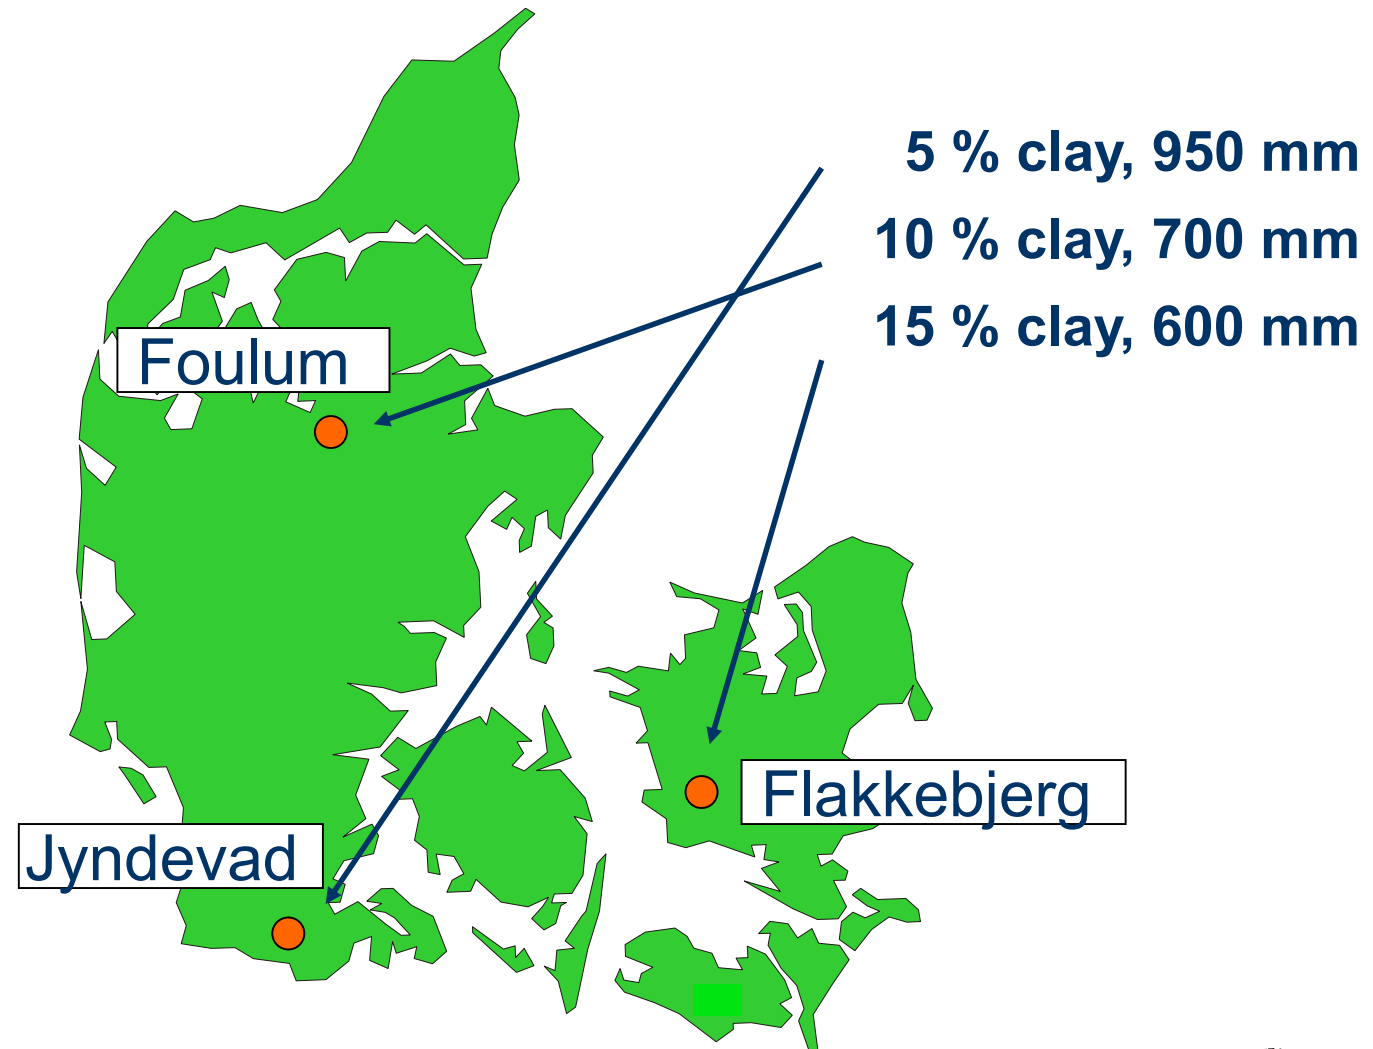 5 % clay, 950 mm
10 % clay, 700 mm
15 % clay, 600 mm
Foulum
Flakkebjerg
Jyndevad